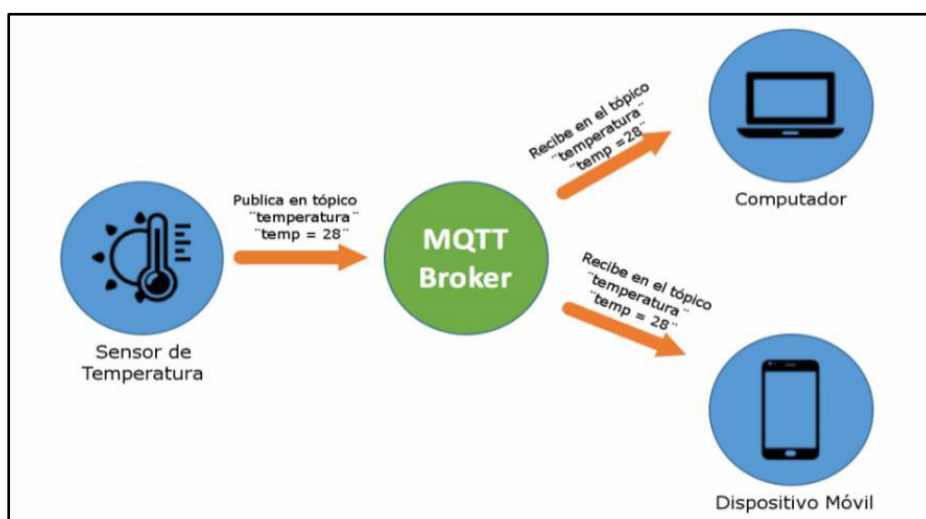 Publica en tópico
¨temperatura¨
¨temp = 28¨
Sensor de
Temperatura
MQTT
Broker
Recibe en el tópico
¨temperatura¨
¨temp =28¨
Computador
Recibe en el tópico
¨temperatura¨
¨temp = 28¨
Dispositivo Móvil